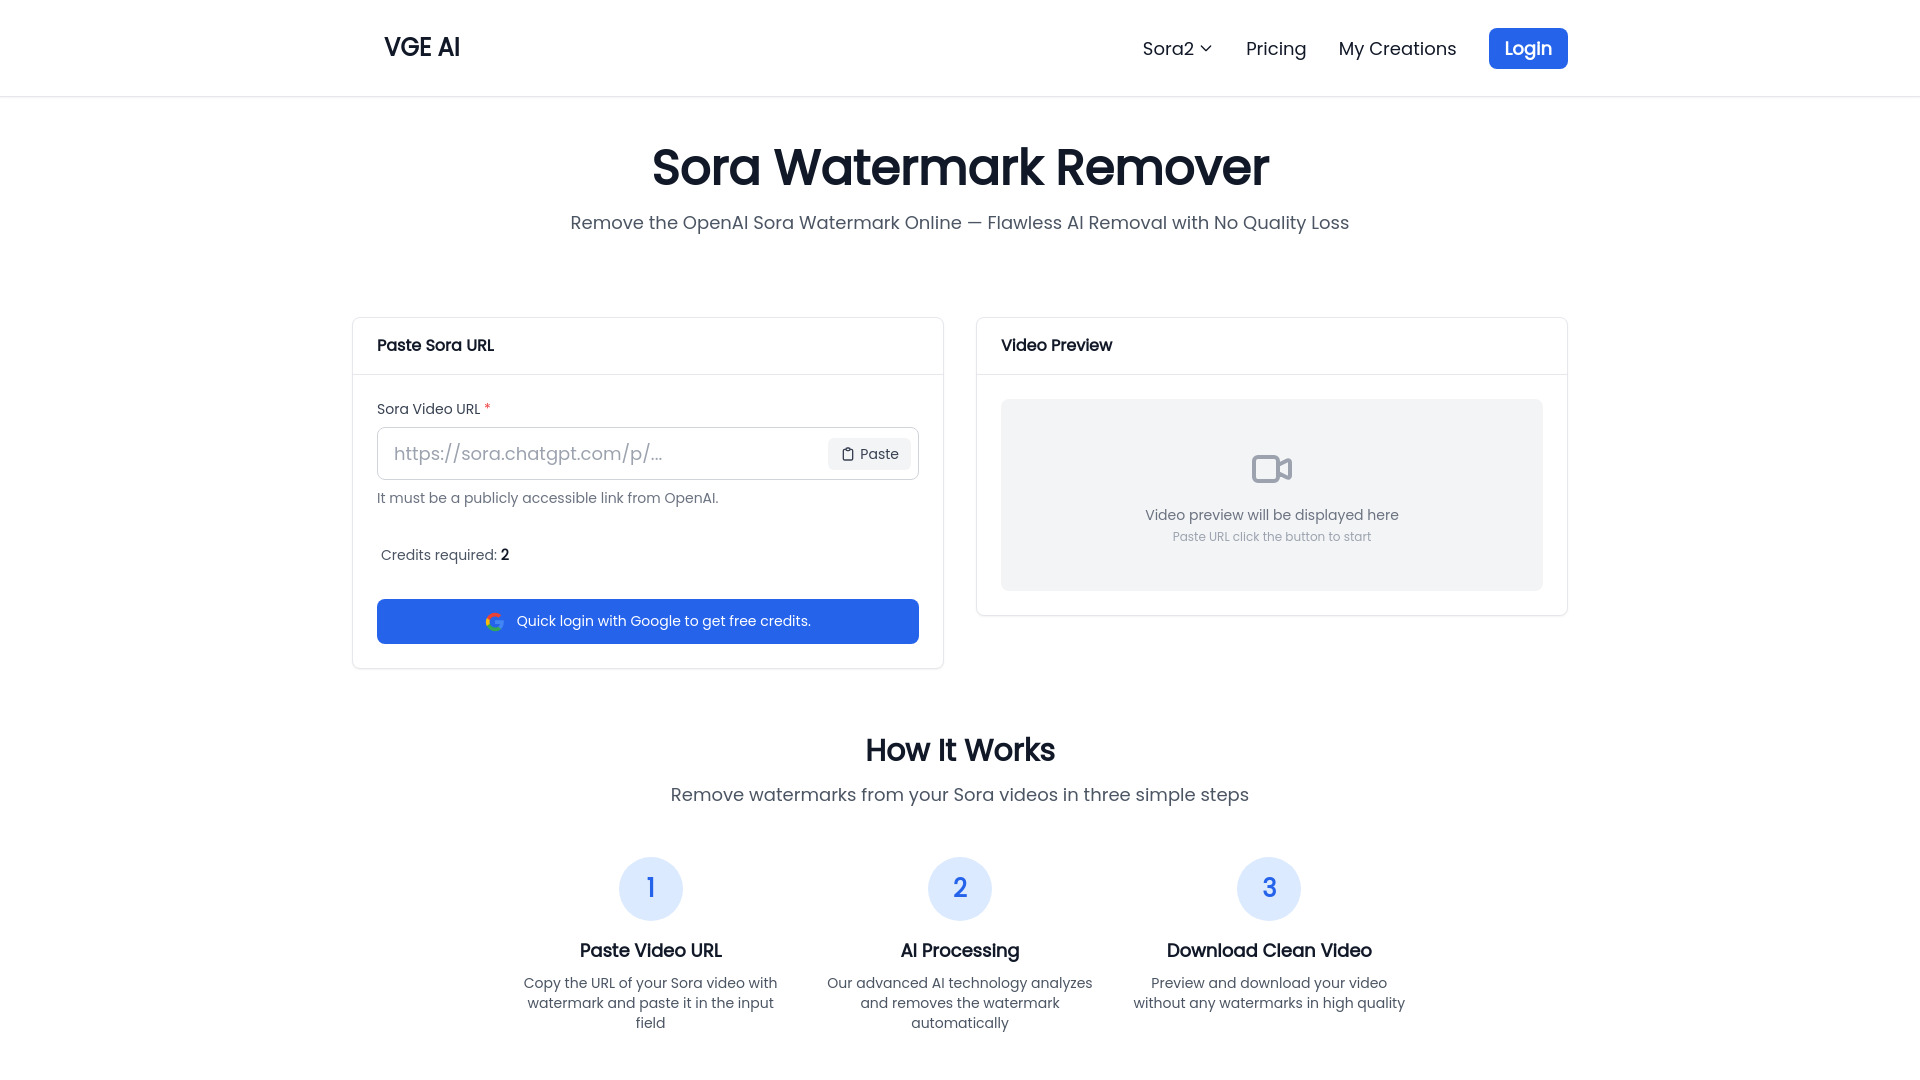 VGE AI
Sora2
Pricing
My Creations
LogIn
Sora Watermark Remover
Remove the OpenAI Sora Watermark Online — Flawless AI Removal with No Quality Loss
Paste Sora URL
Sora Video URL *
https://sora.chatgpt.com/p/...
Paste
It must be a publicly accessible link from OpenAI.
Credits required: 2
Quick login with Google to get free credits.
Video Preview
Video preview will be displayed here
Paste URL click the button to start
How It Works
Remove watermarks from your Sora videos in three simple steps
1
Paste Video URL
Copy the URL of your Sora video with
watermark and paste it in the input
field
2
AI Processing
Our advanced AI technology analyzes
and removes the watermark
automatically
3
Download Clean Video
Preview and download your video
without any watermarks in high quality